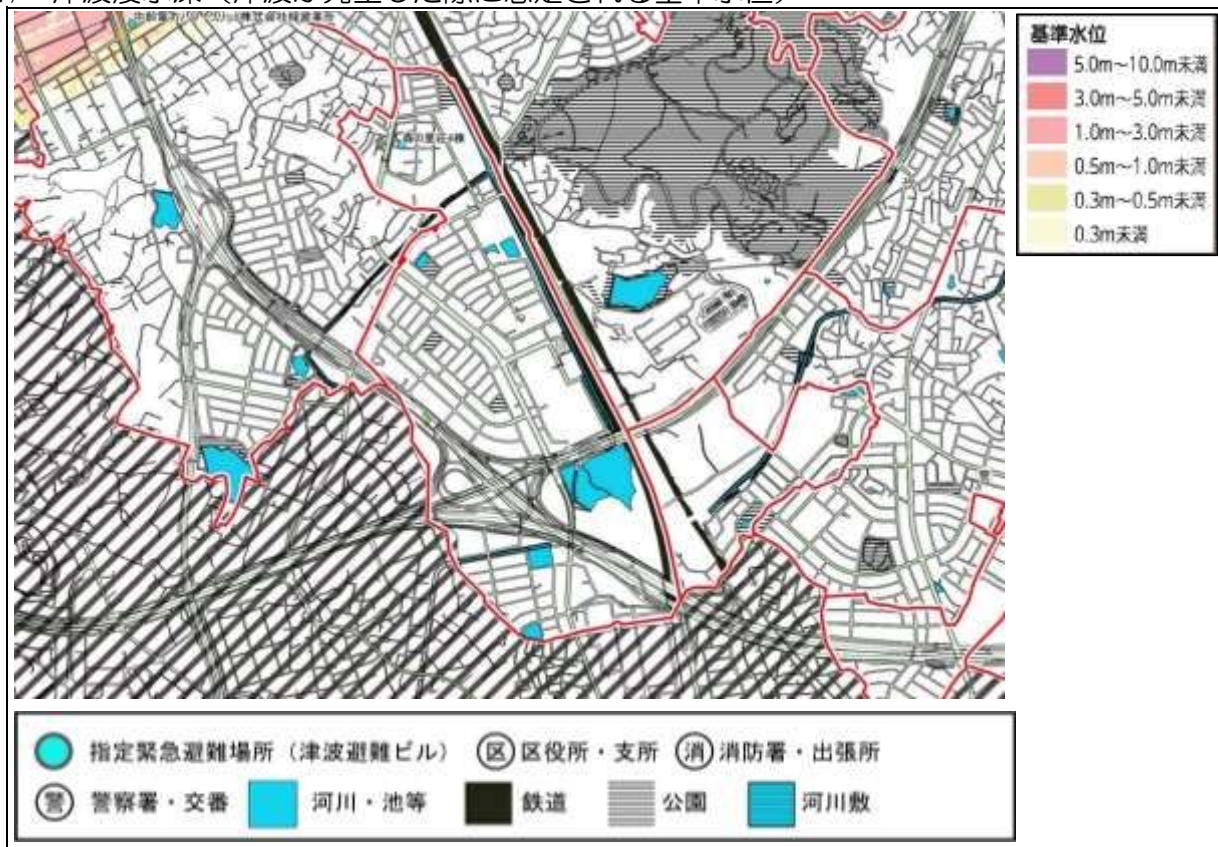 基準水位
5.0m～10.0m未満
3.0m～5.0m未満
1.0m～3.0m未満
0.5m～1.0m未満
0.3m～0.5m未満
0.3m未満
指定緊急避難場所（津波避難ビル） 区 区役所・支所 消 消防署・出張所
警 警察署・交番 河川・池等 鉄道 公園 河川敷